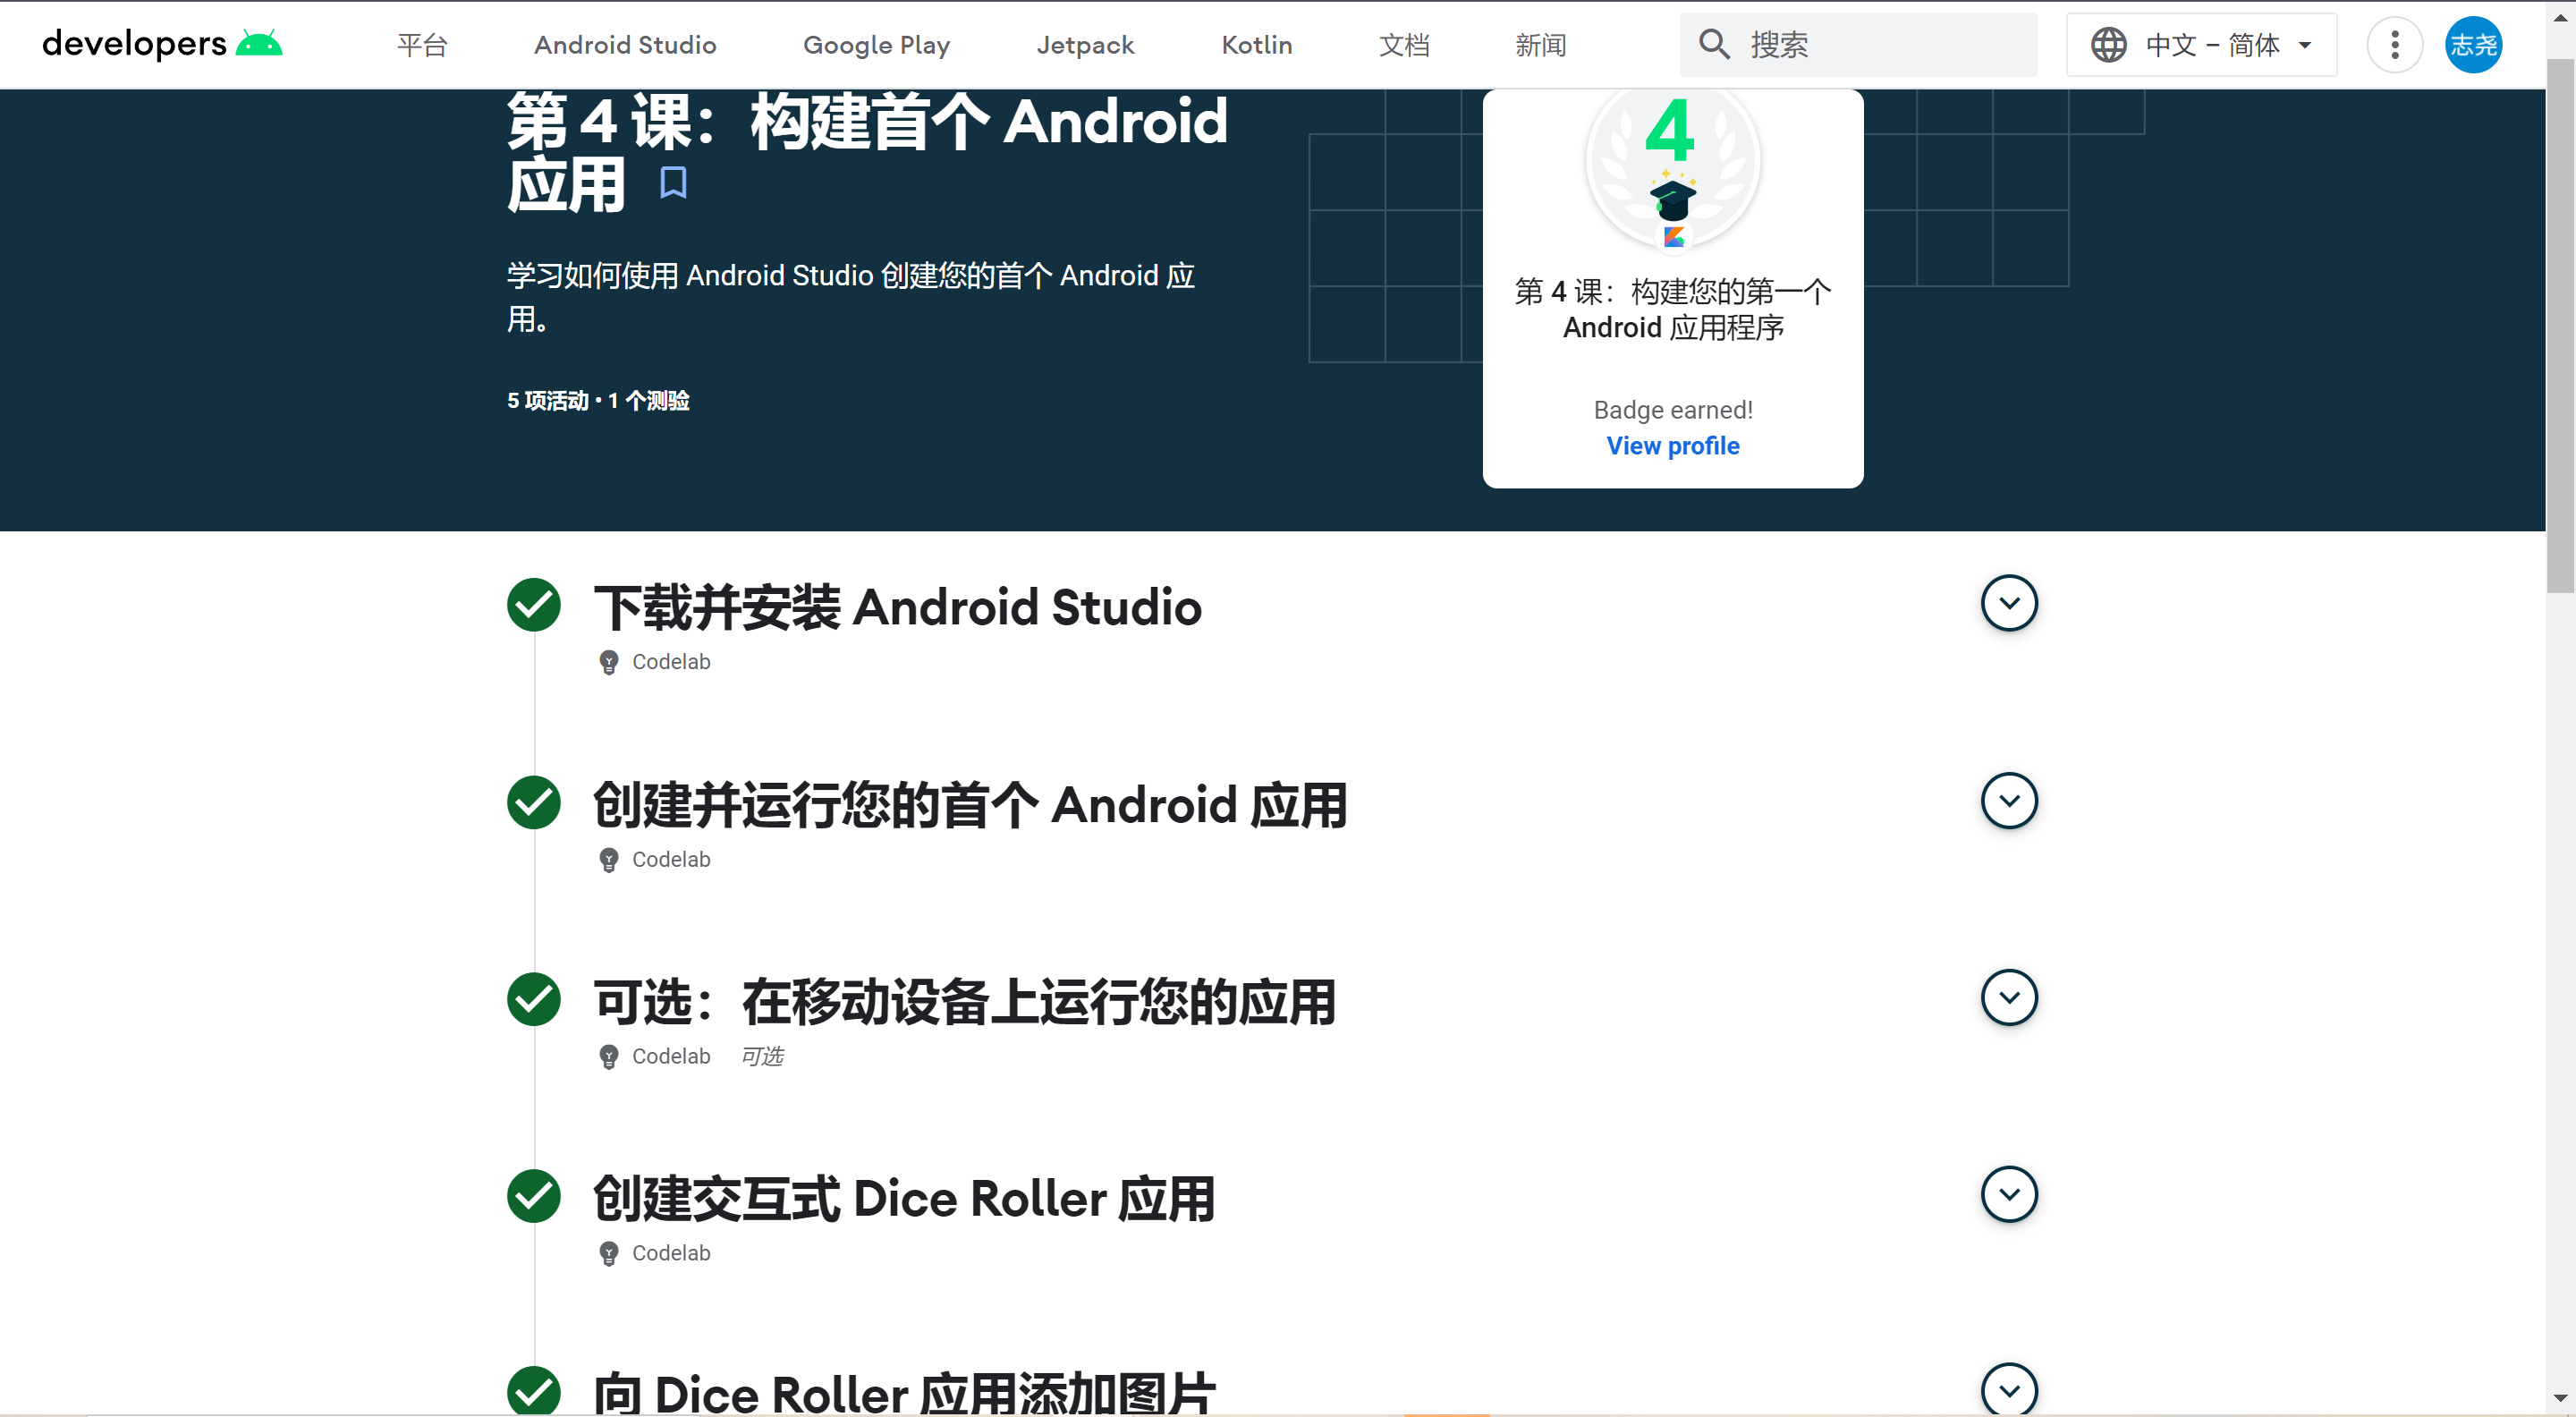 developers
平台
Android Studio
Google Play
Jetpack
Kotlin
文档
新闻
搜索
中文 – 简体
志尧
第 4 课：构建首个 Android
应用
学习如何使用 Android Studio 创建您的首个 Android 应
用。
5 项活动 • 1 个测验
4
第 4 课：构建您的第一个
Android 应用程序
Badge earned!
View profile
下载并安装 Android Studio
Codelab
创建并运行您的首个 Android 应用
Codelab
可选：在移动设备上运行您的应用
Codelab 可选
创建交互式 Dice Roller 应用
Codelab
向 Dice Roller 应用添加图片